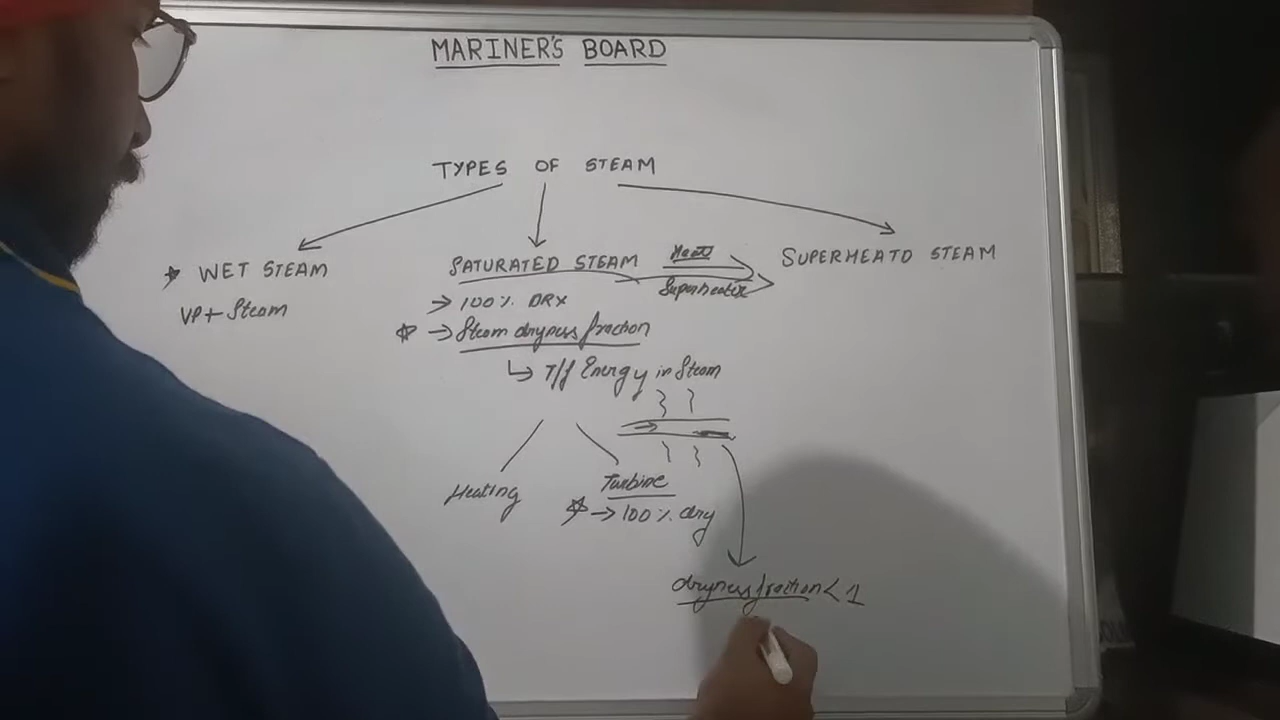 MARINER'S BOARD
TYPES OF STEAM
★ WET STEAM
VP + Steam
SATURATED STEAM
→ 100% DRY
☆ → Steam dryness fraction
↳ T/f Energy in Steam
Heating
Turbine
☆ → 100% dry
dryness fraction < 1
Heat
Superheater
SUPERHEATD STEAM